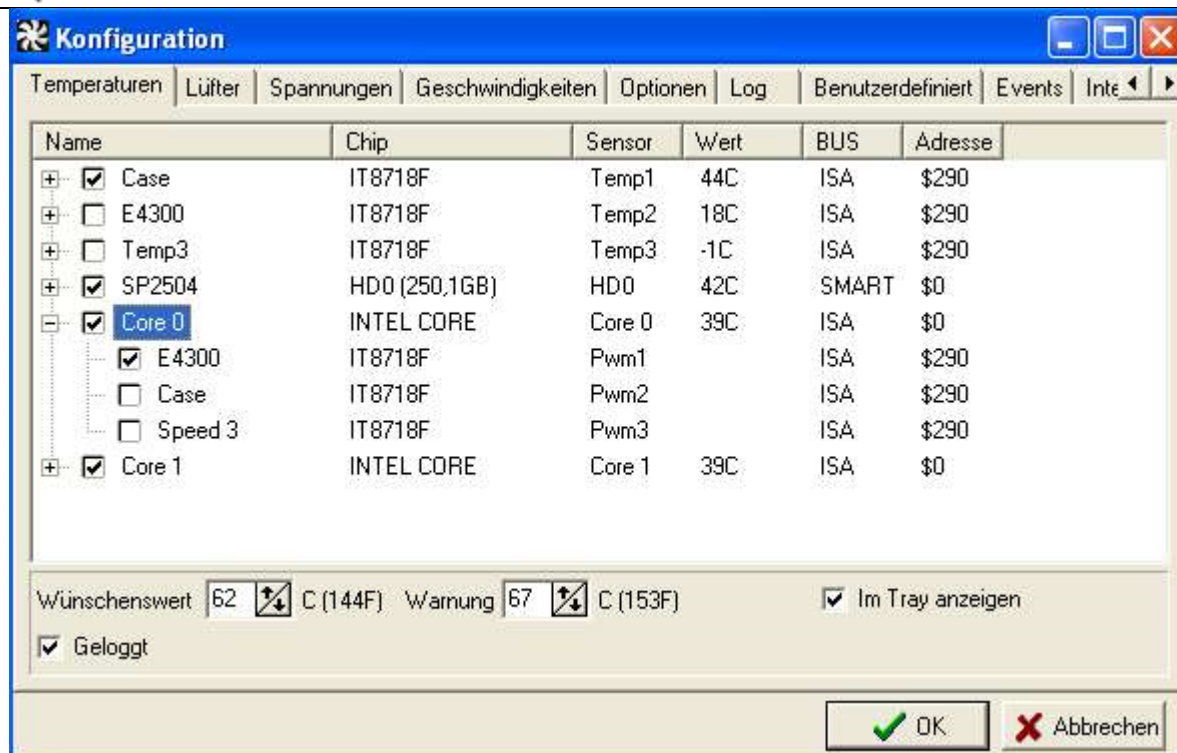 Konfiguration
Temperaturen Lüfter Spannungen Geschwindigkeiten Optionen Log Benutzerdefiniert Events Inte
Name Chip Sensor Wert BUS Adresse
Case IT8718F Temp1 44C ISA $290
E4300 IT8718F Temp2 18C ISA $290
Temp3 IT8718F Temp3 -1C ISA $290
SP2504 HD0 (250,1GB) HD0 42C SMART $0
Core 0 INTEL CORE Core 0 39C ISA $0
E4300 IT8718F Pwm1 ISA $290
Case IT8718F Pwm2 ISA $290
Speed 3 IT8718F Pwm3 ISA $290
Core 1 INTEL CORE Core 1 39C ISA $0
Wünschenswert 62 C (144F) Warnung 67 C (153F) Im Tray anzeigen
Geloggt
OK Abbrechen